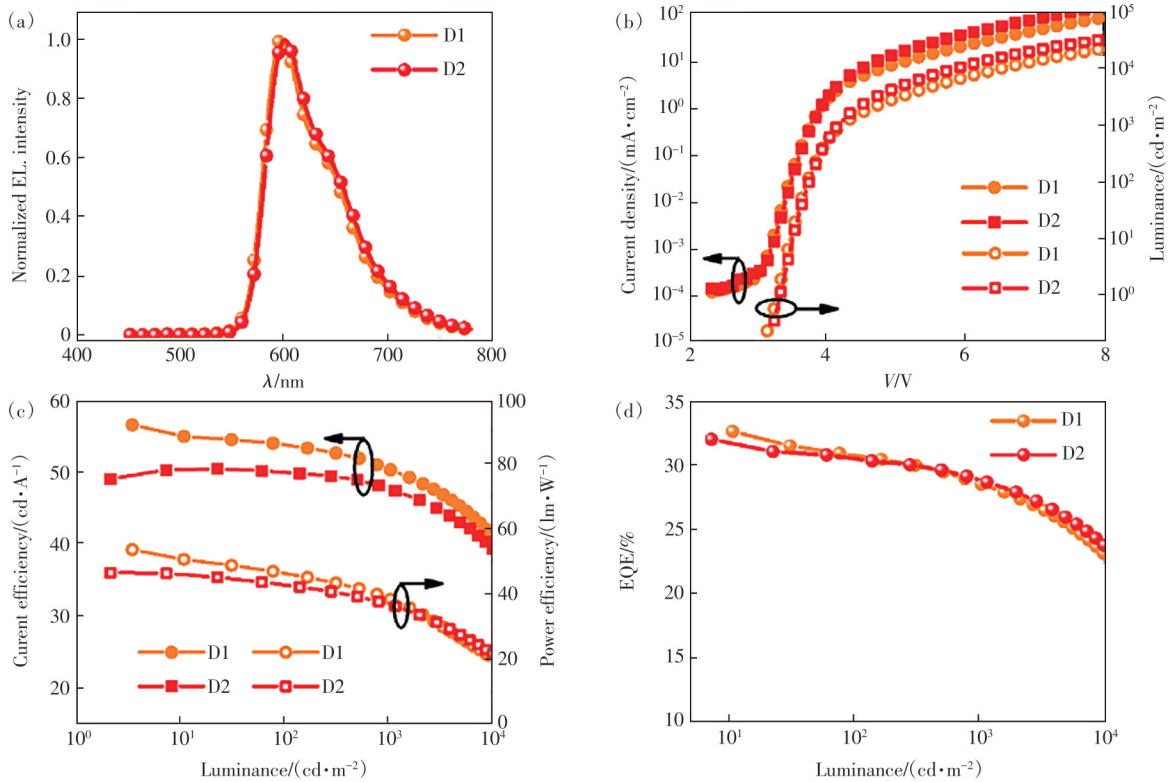 (a)
1.0
0.8
0.6
0.4
0.2
0
Normalized EL. intensity
D1
D2
400
500
600
700
800
λ/nm
(b)
10²
10¹
10⁰
10⁻¹
10⁻²
10⁻³
10⁻⁴
10⁻⁵
Current density/(mA·cm⁻²)
D1
D2
D1
D2
10⁵
10⁴
10³
10²
10¹
10⁰
Luminance/(cd·m⁻²)
2
4
6
8
V/V
(c)
60
50
40
30
20
Curent efficiency/(cd·A⁻¹)
D1
D1
D2
D2
100
80
60
40
20
0
Power efficiency/(lm·W⁻¹)
10⁰
10¹
10²
10³
10⁴
Luminance/(cd·m⁻²)
(d)
35
30
25
20
15
10
EQE/%
D1
D2
10¹
10²
10³
10⁴
Luminance/(cd·m⁻²)